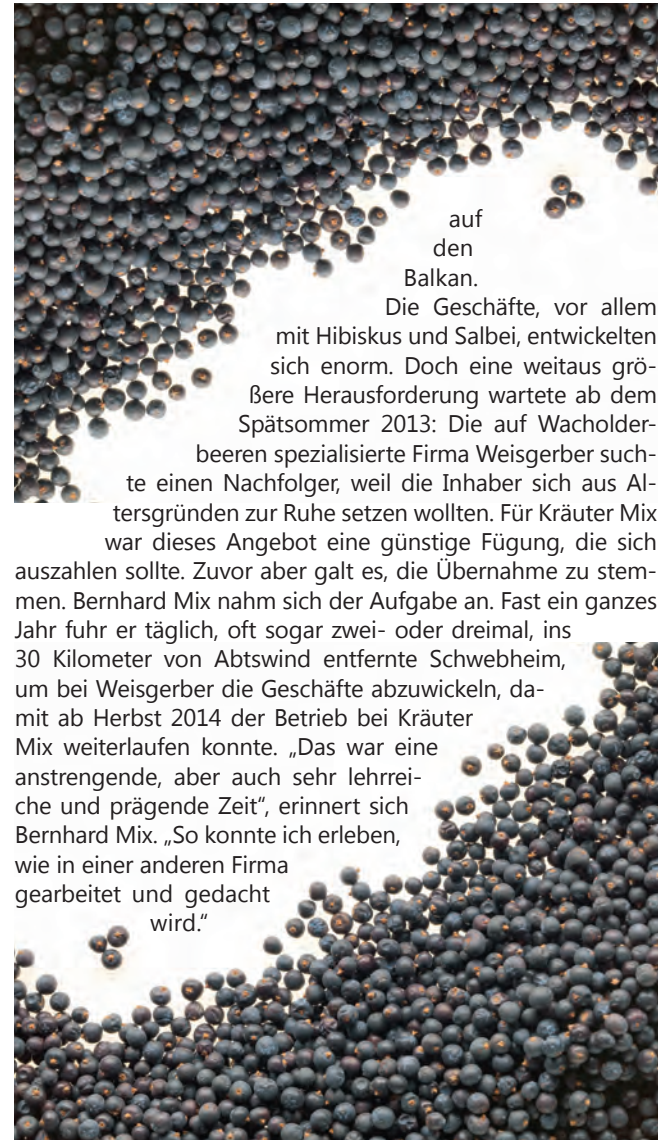 auf
den
Balkan.
Die Geschäfte, vor allem
mit Hibiskus und Salbei, entwickelten
sich enorm. Doch eine weitaus grö-
ßere Herausforderung wartete ab dem
Spätsommer 2013: Die auf Wacholder-
beeren spezialisierte Firma Weisgerber such-
te einen Nachfolger, weil die Inhaber sich aus Al-
tersgründen zur Ruhe setzen wollten. Für Kräuter Mix
war dieses Angebot eine günstige Fügung, die sich
auszahlen sollte. Zuvor aber galt es, die Übernahme zu stem-
men. Bernhard Mix nahm sich der Aufgabe an. Fast ein ganzes
Jahr fuhr er täglich, oft sogar zwei- oder dreimal, ins
30 Kilometer von Abtswind entfernte Schwebheim,
um bei Weisgerber die Geschäfte abzuwickeln, da-
mit ab Herbst 2014 der Betrieb bei Kräuter
Mix weiterlaufen konnte. „Das war eine
anstrengende, aber auch sehr lehrrei-
che und prägende Zeit“, erinnert sich
Bernhard Mix. „So konnte ich erleben,
wie in einer anderen Firma
gearbeitet und gedacht
wird.“